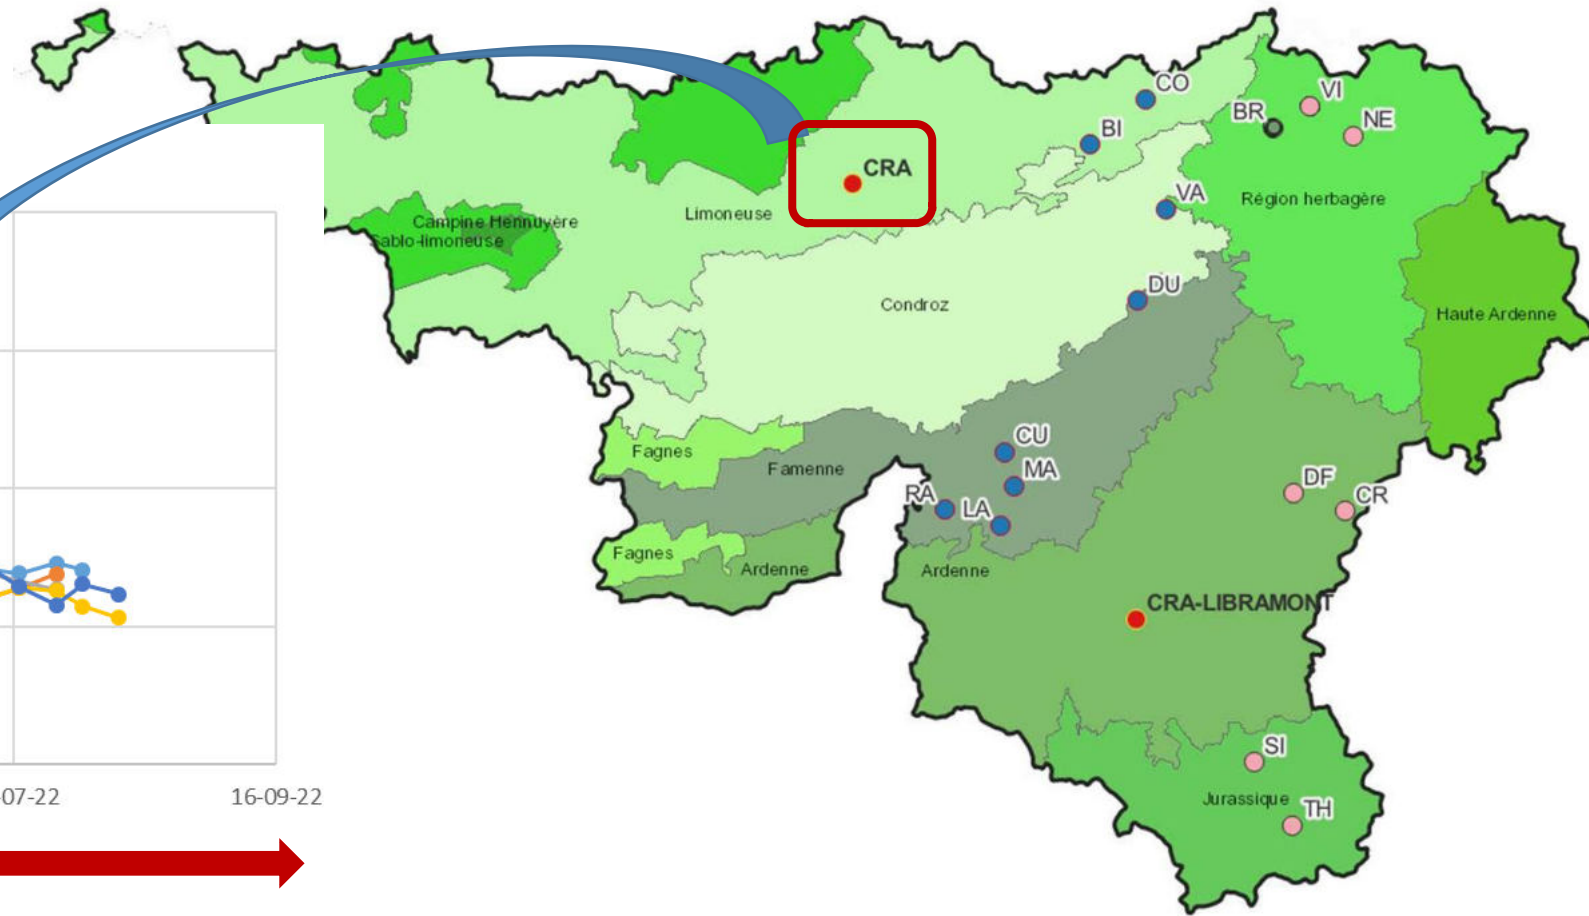 CO
VI
BR
NE
BI
CRA
VA
Région herbagère
Limoneuse
Campine Hennuyère
Sablo-limoneuse
DU
Condroz
Haute Ardenne
CU
Fagnes
Famenne
MA
DF
RA
LA
CR
Fagnes
Ardenne
Ardenne
CRA-LIBRAMONT
SI
Jurassique
TH
-07-22
16-09-22